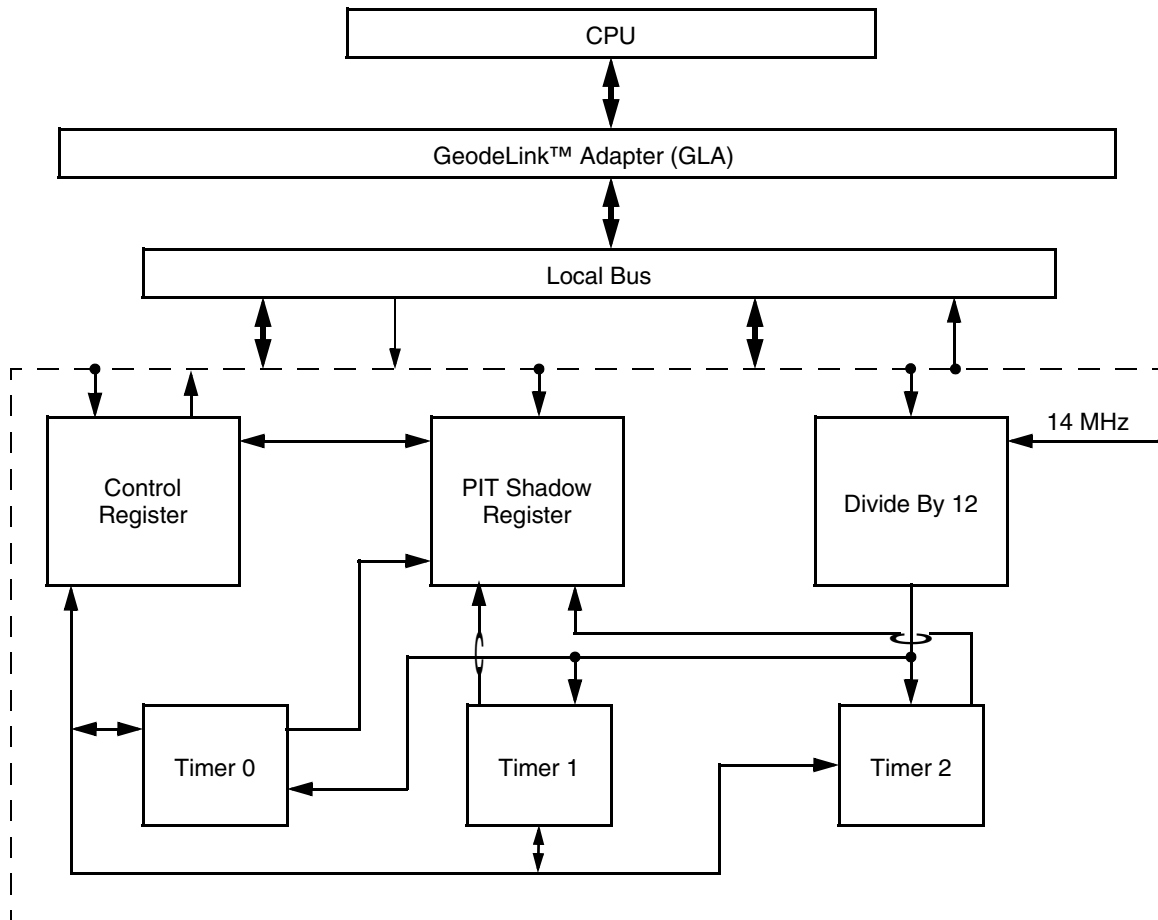 CPU
GeodeLink™ Adapter (GLA)
Local Bus
14 MHz
Control
Register
PIT Shadow
Register
Divide By 12
Timer 0
Timer 1
Timer 2